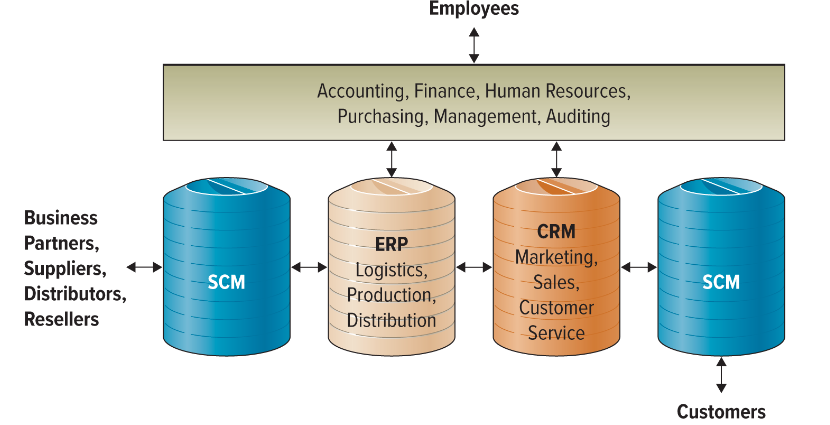 Employees
Accounting, Finance, Human Resources,
Purchasing, Management, Auditing
Business
Partners,
Suppliers,
Distributors,
Resellers
SCM
ERP
Logistics,
Production,
Distribution
CRM
Marketing,
Sales,
Customer
Service
SCM
Customers